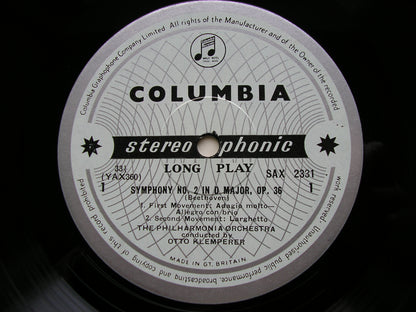 Columbia Graphophone Company Limited. All rights of the Manufacturer and of the Owner of the recorded
work reserved. Unauthorised public performance, broadcasting and copying of this record prohibited
COLUMBIA
stereo phonic
LONG PLAY
33⅓
(YAX360)
1
SAX 2331
1
SYMPHONY NO. 2 IN D MAJOR, OP. 36
(Beethoven)
1. First Movement: Adagio molto—
Allegro con brio
2. Second Movement: Larghetto
THE PHILHARMONIA ORCHESTRA
conducted by
OTTO KLEMPERER
MADE IN GT. BRITAIN